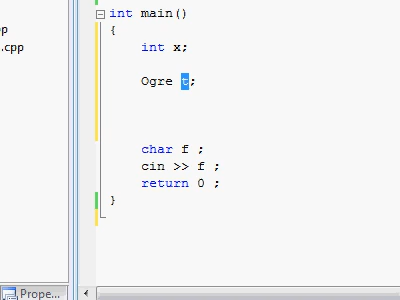 int main()
{
int x;
Ogre t;
char f ;
cin >> f ;
return 0 ;
}
.cpp
Prope...